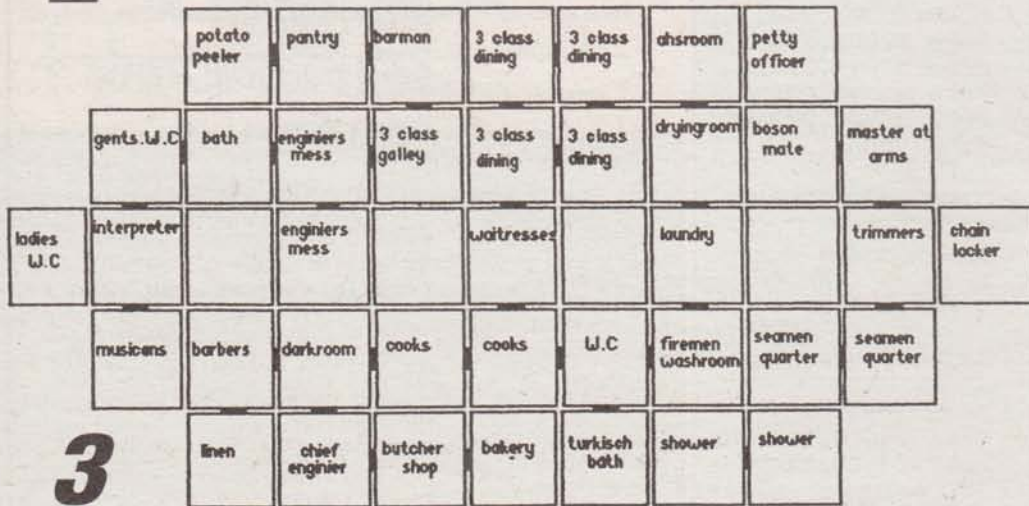 potato
peeler
pantry
barman
3 class
dining
3 class
dining
ahsroom
petty
officer
gents.W.C
bath
enginiers
mess
3 class
galley
3 class
dining
3 class
dining
dryingroom
boson
mate
master at
arms
ladies
W.C
interpreter
enginiers
mess
waitresses
laundry
trimmers
chain
locker
musicans
barbers
darkroom
cooks
cooks
W.C
firemen
washroom
seamen
quarter
seamen
quarter
3
linen
chief
enginier
butcher
shop
bakery
turkisch
bath
shower
shower